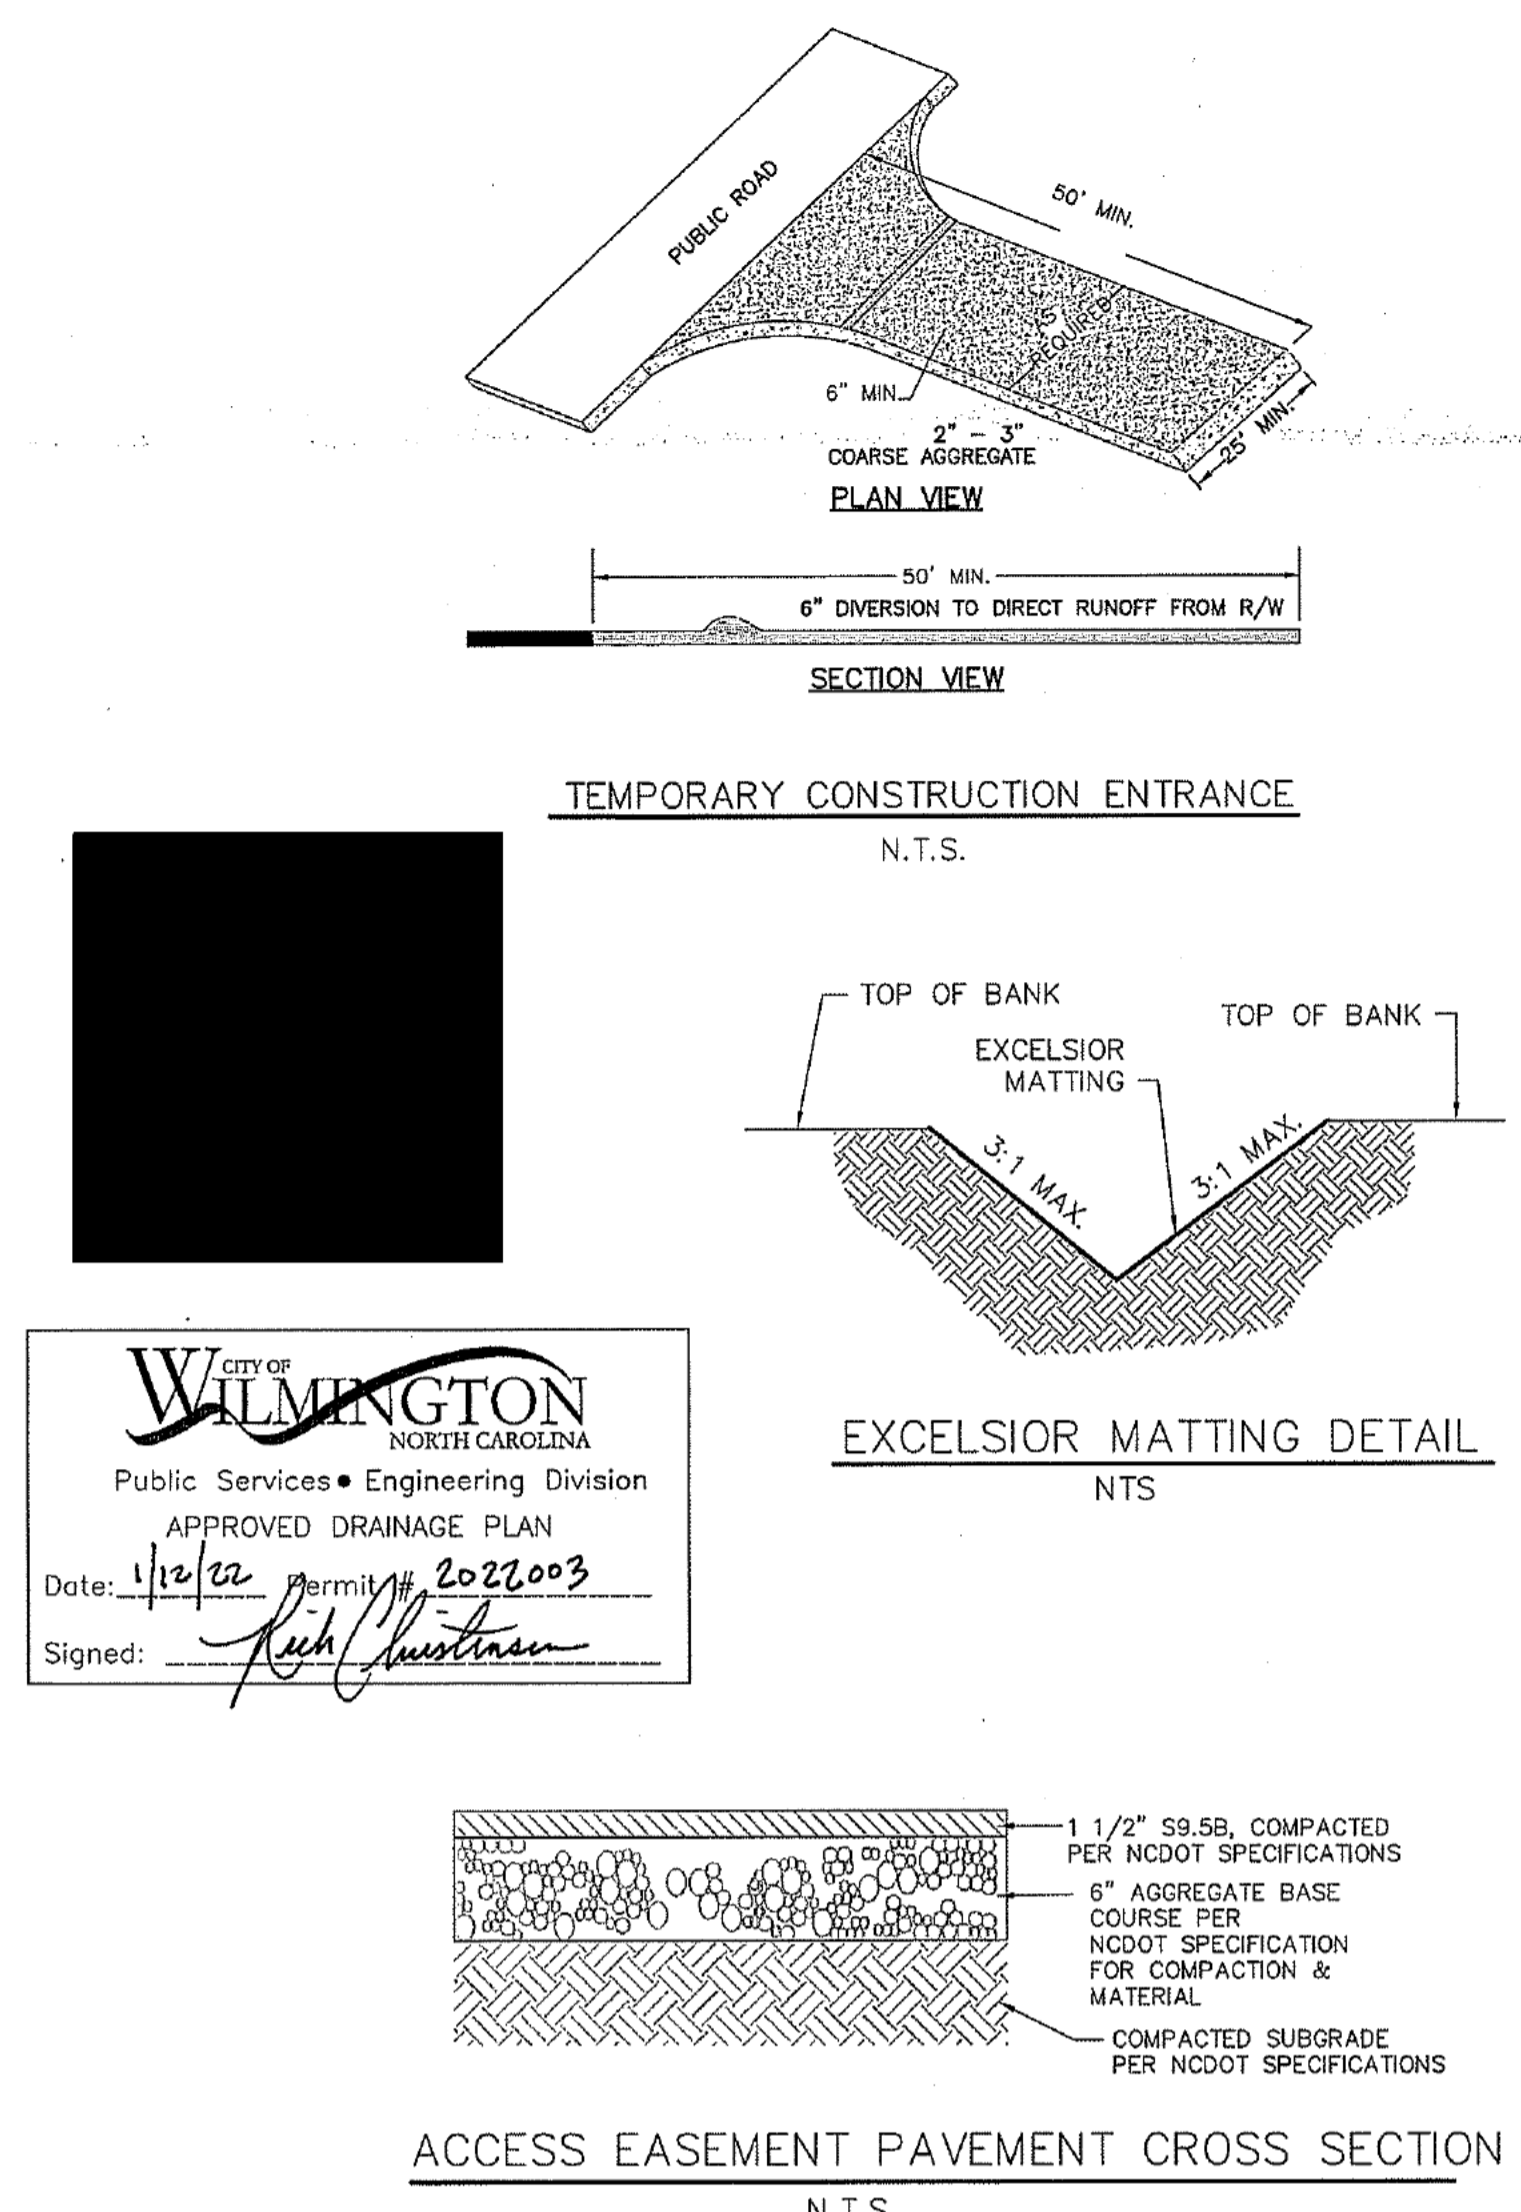 PUBLIC ROAD
50' MIN.
AS
REQUIRED
6" MIN.
25' MIN.
2" - 3"
COARSE AGGREGATE
PLAN VIEW
50' MIN.
6" DIVERSION TO DIRECT RUNOFF FROM R/W
SECTION VIEW
TEMPORARY CONSTRUCTION ENTRANCE
N.T.S.
TOP OF BANK
TOP OF BANK
EXCELSIOR
MATTING
3:1 MAX.
3:1 MAX.
EXCELSIOR MATTING DETAIL
NTS
CITY OF
WILMINGTON
NORTH CAROLINA
Public Services • Engineering Division
APPROVED DRAINAGE PLAN
Date: 1/12/22 Permit # 2022003
Signed: Rich Christensen
1 1/2" S9.5B, COMPACTED
PER NCDOT SPECIFICATIONS
6" AGGREGATE BASE
COURSE PER
NCDOT SPECIFICATION
FOR COMPACTION &
MATERIAL
COMPACTED SUBGRADE
PER NCDOT SPECIFICATIONS
ACCESS EASEMENT PAVEMENT CROSS SECTION
N.T.S.